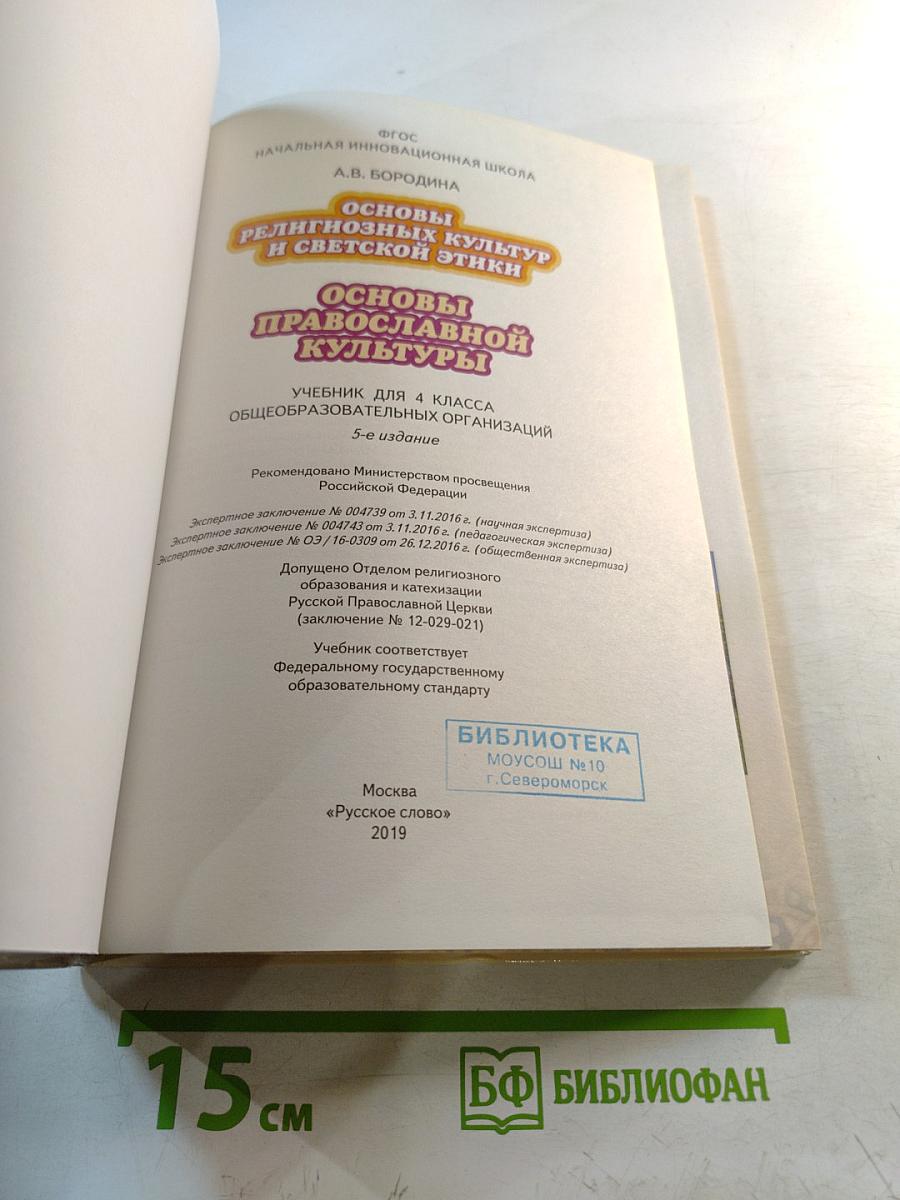 ФГОС
НАЧАЛЬНАЯ ИННОВАЦИОННАЯ ШКОЛА
А.В. БОРОДИНА
ОСНОВЫ
РЕЛИГИОЗНЫХ КУЛЬТУР
И СВЕТСКОЙ ЭТИКИ
ОСНОВЫ
ПРАВОСЛАВНОЙ
КУЛЬТУРЫ
УЧЕБНИК ДЛЯ 4 КЛАССА
ОБЩЕОБРАЗОВАТЕЛЬНЫХ ОРГАНИЗАЦИЙ
5-е издание
Рекомендовано Министерством просвещения
Российской Федерации
Экспертное заключение № 004739 от 3.11.2016 г. (научная экспертиза)
Экспертное заключение № 004743 от 3.11.2016 г. (педагогическая экспертиза)
Экспертное заключение № ОЭ / 16-0309 от 26.12.2016 г. (общественная экспертиза)
Допущено Отделом религиозного
образования и катехизации
Русской Православной Церкви
(заключение № 12-029-021)
Учебник соответствует
Федеральному государственному
образовательному стандарту
БИБЛИОТЕКА
МОУСОШ №10
г.Североморск
Москва
«Русское слово»
2019
15 см
БФ БИБЛИОФАН